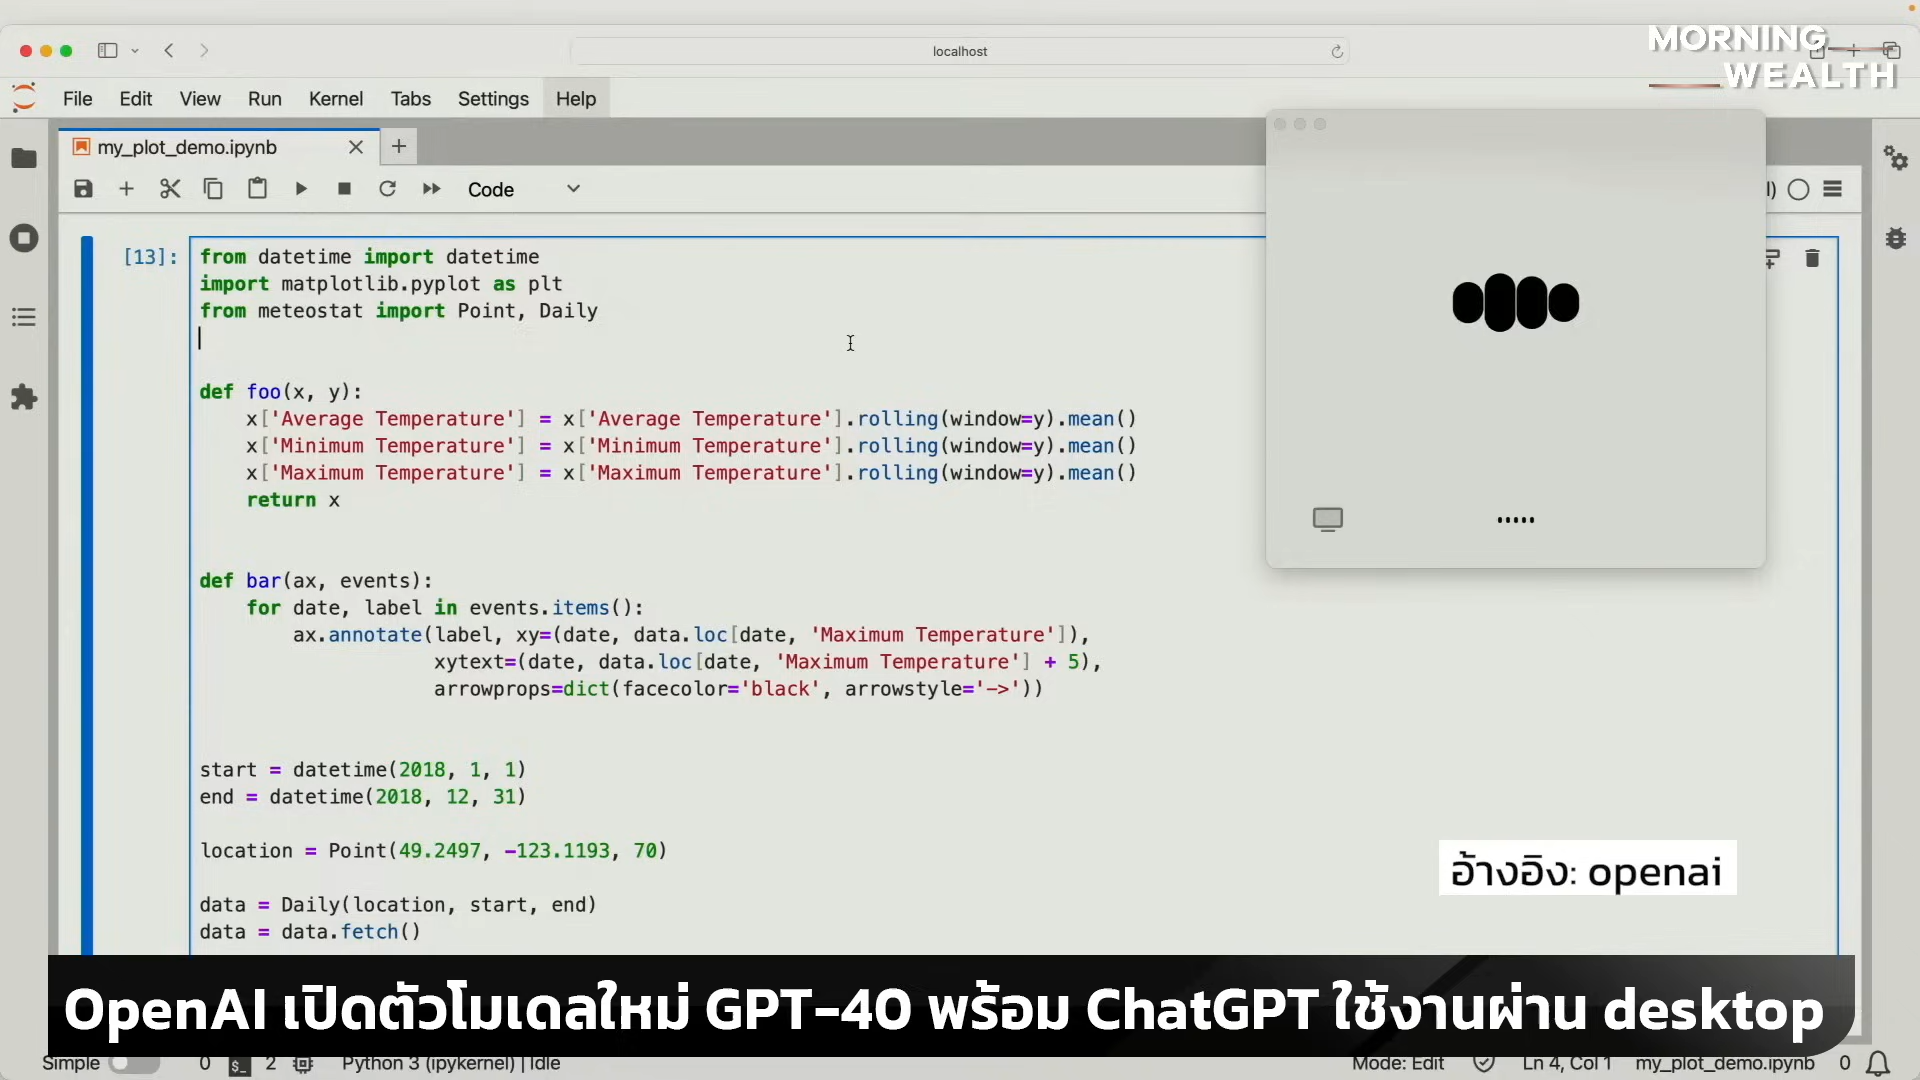 localhost
MORNING
WEALTH
File Edit View Run Kernel Tabs Settings Help
my_plot_demo.ipynb
Code
[13]:
from datetime import datetime
import matplotlib.pyplot as plt
from meteostat import Point, Daily
def foo(x, y):
    x['Average Temperature'] = x['Average Temperature'].rolling(window=y).mean()
    x['Minimum Temperature'] = x['Minimum Temperature'].rolling(window=y).mean()
    x['Maximum Temperature'] = x['Maximum Temperature'].rolling(window=y).mean()
    return x
def bar(ax, events):
    for date, label in events.items():
        ax.annotate(label, xy=(date, data.loc[date, 'Maximum Temperature']),
                    xytext=(date, data.loc[date, 'Maximum Temperature'] + 5),
                    arrowprops=dict(facecolor='black', arrowstyle='->'))
start = datetime(2018, 1, 1)
end = datetime(2018, 12, 31)
location = Point(49.2497, -123.1193, 70)
data = Daily(location, start, end)
data = data.fetch()
อ้างอิง: openai
OpenAI เปิดตัวโมเดลใหม่ GPT-4O พร้อม ChatGPT ใช้งานผ่าน desktop
Simple 0 2 Python 3 (ipykernel) | Idle Mode: Edit Ln 4, Col 1 my_plot_demo.ipynb 0